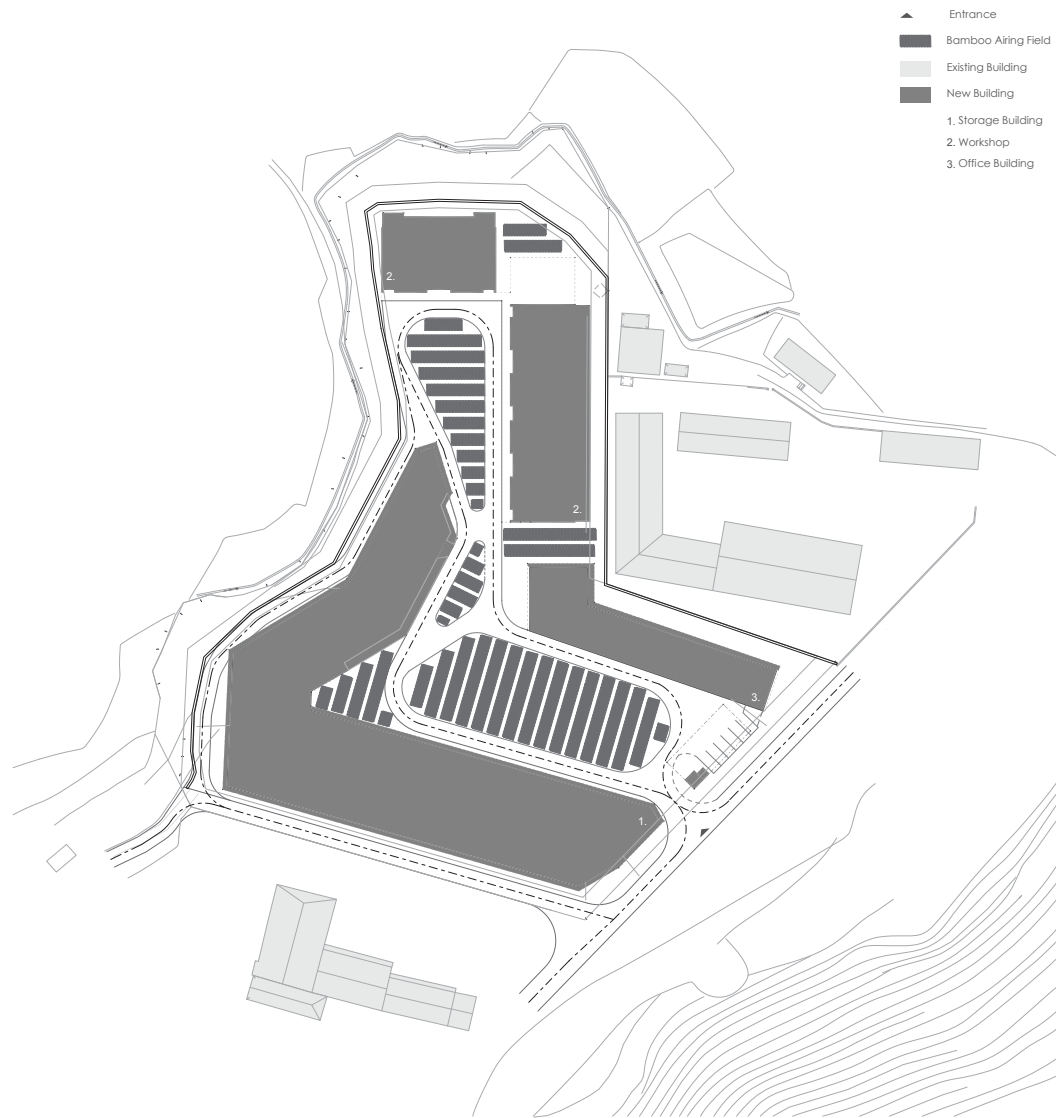 Entrance
Bamboo Airing Field
Existing Building
New Building
1. Storage Building
2. Workshop
3. Office Building
2.
2.
3.
1.